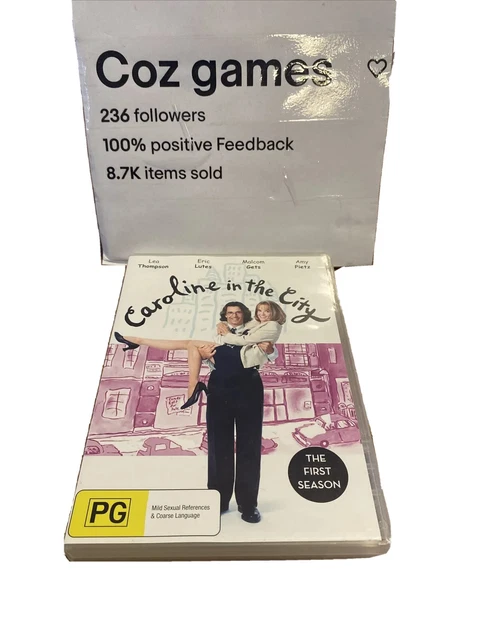 Coz games
236 followers
100% positive Feedback
8.7K items sold
Lea Thompson
Eric Lutes
Malcolm Gets
Amy Pietz
Caroline in the City
THE
FIRST
SEASON
PG
Mild Sexual References
& Coarse Language